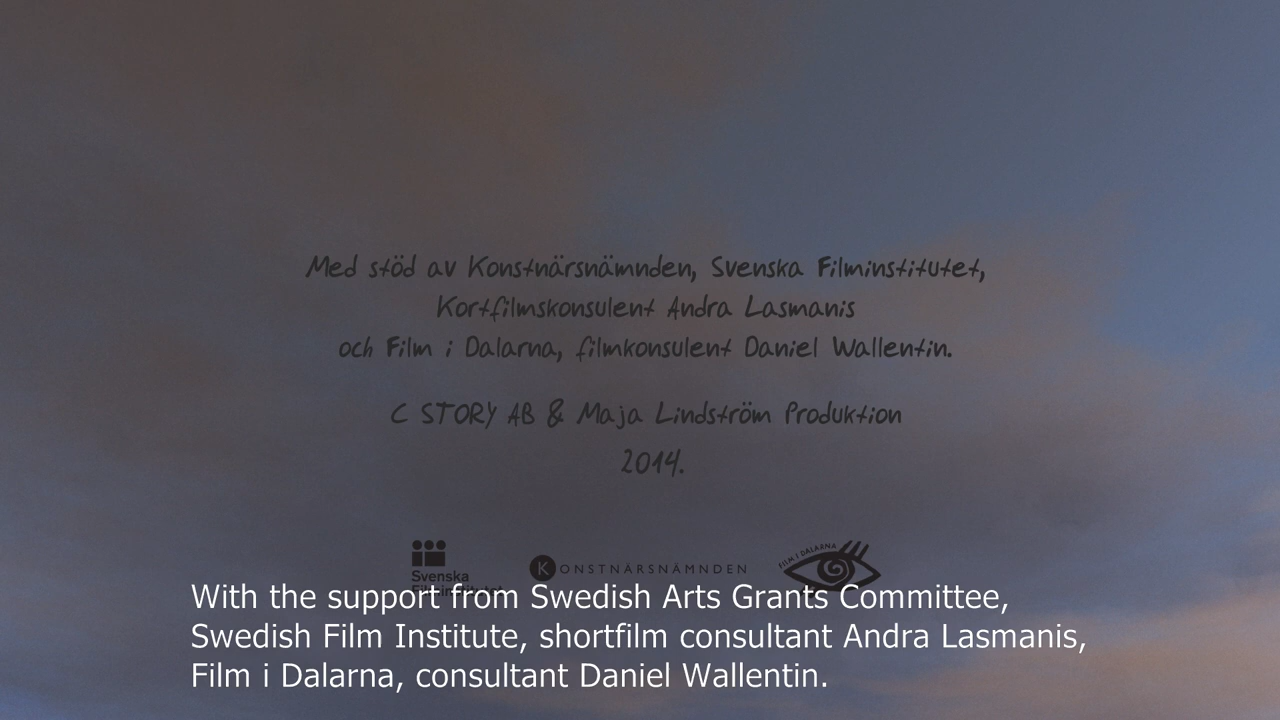 Med stöd av Konstnärsnämnden, Svenska Filminstitutet,
Kortfilmskonsulent Andra Lasmanis
och Film i Dalarna, filmkonsulent Daniel Wallentin.
C STORY AB & Maja Lindström Produktion
2014.
FILM I DALARNA
Svenska
Filminstitutet
KONSTNÄRSNÄMNDEN
With the support from Swedish Arts Grants Committee,
Swedish Film Institute, shortfilm consultant Andra Lasmanis,
Film i Dalarna, consultant Daniel Wallentin.